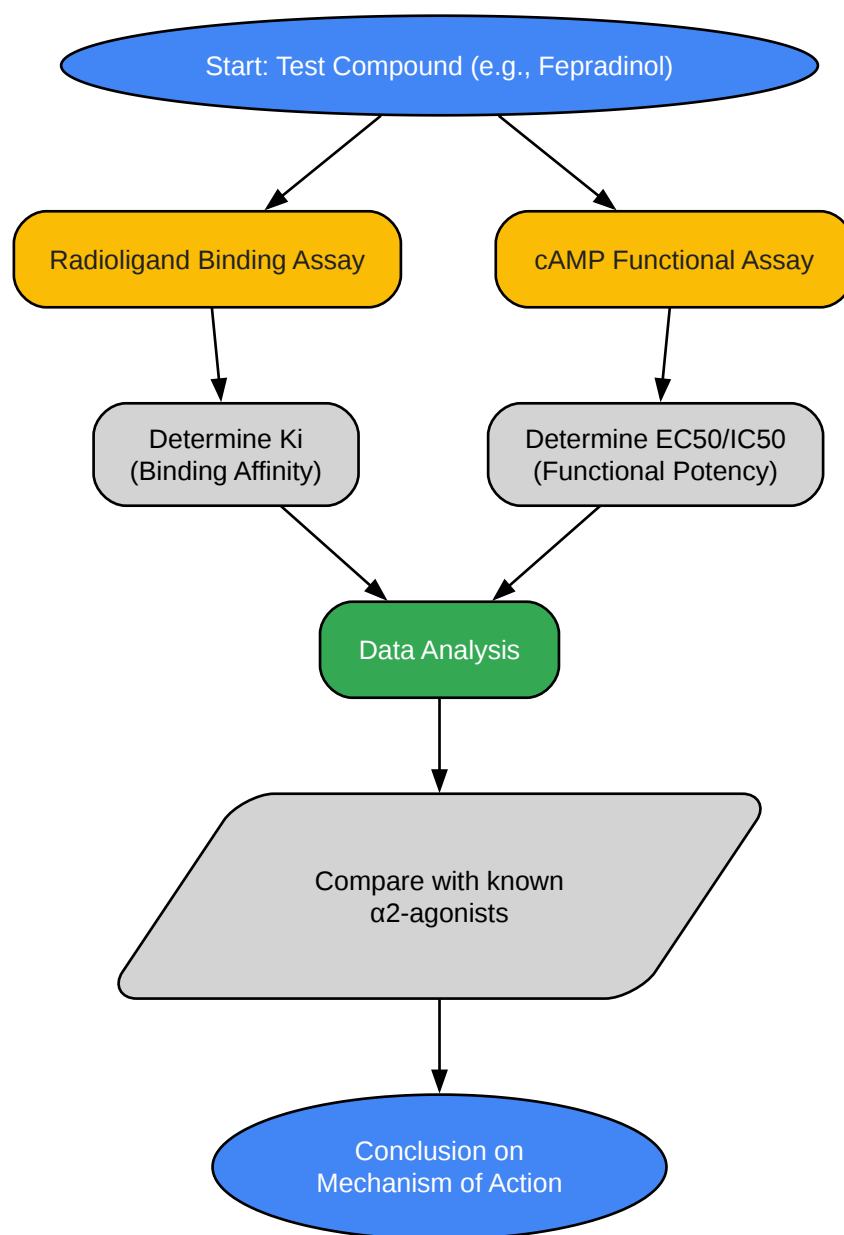 Start: Test Compound (e.g., Fepradinol)
Radioligand Binding Assay
cAMP Functional Assay
Determine Ki
(Binding Affinity)
Determine EC50/IC50
(Functional Potency)
Data Analysis
Compare with known
α2-agonists
Conclusion on
Mechanism of Action